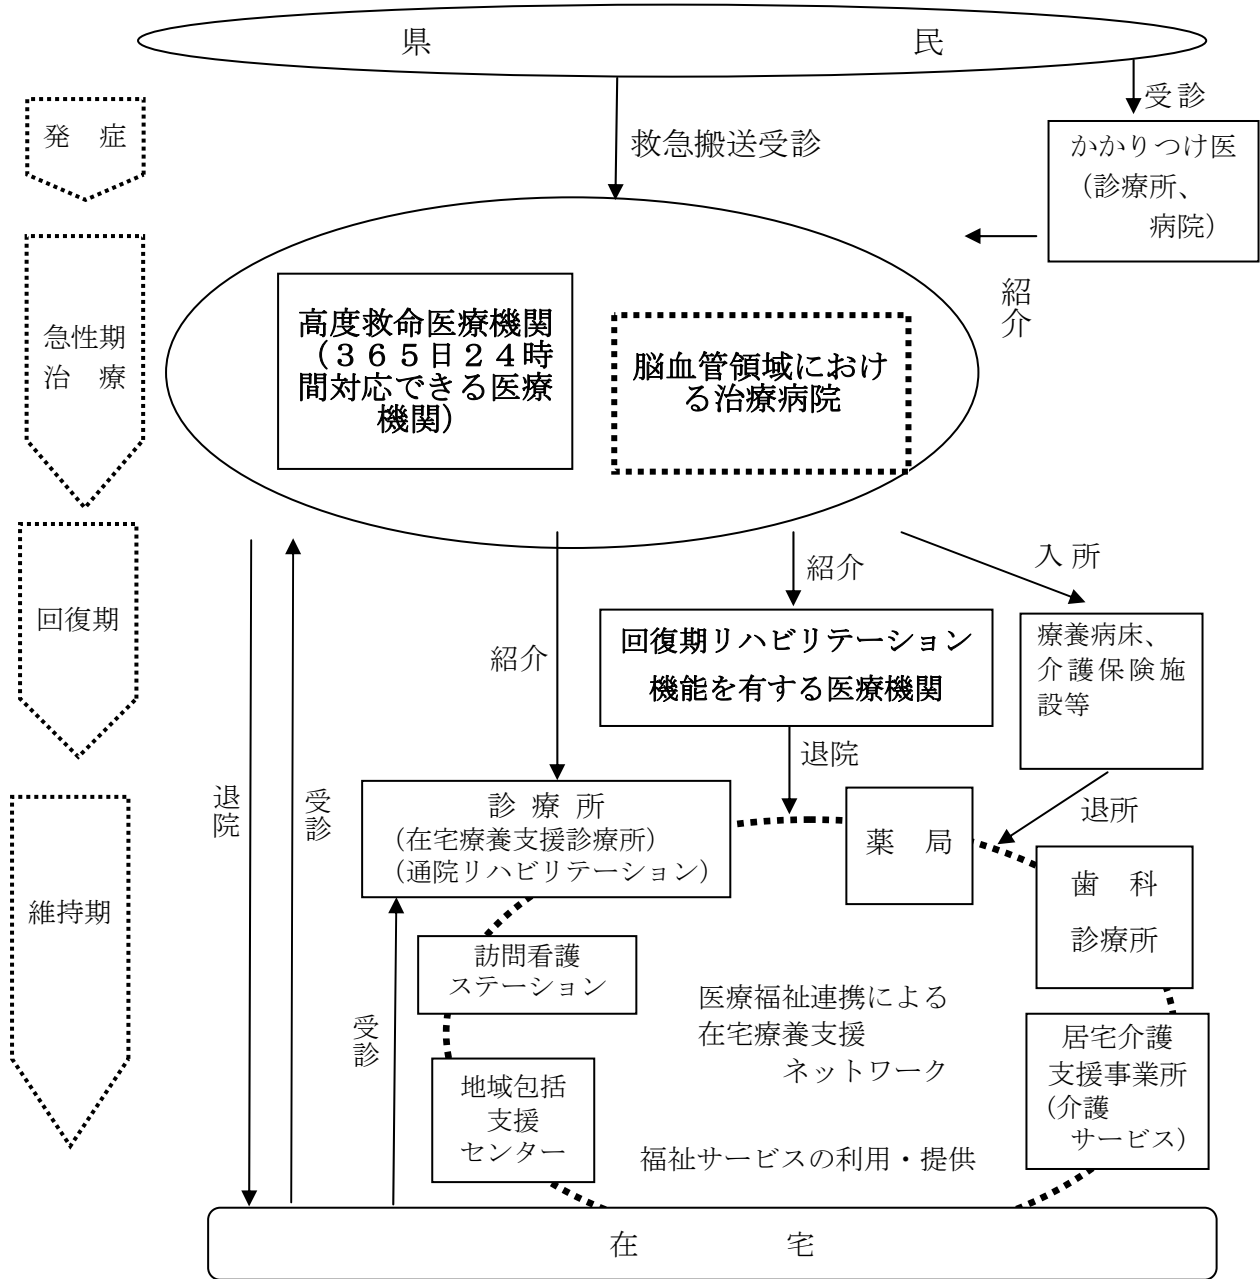 県　民
受診
発　症
救急搬送受診
かかりつけ医
（診療所、
病院）
紹介
急性期
治　療
高度救命医療機関
（３６５日２４時
間対応できる医療
機関）
脳血管領域におけ
る治療病院
入所
紹介
回復期
紹介
回復期リハビリテーション
機能を有する医療機関
療養病床、
介護保険施
設等
退院
退院
受診
診 療 所
(在宅療養支援診療所)
(通院リハビリテーション)
薬　局
退所
歯　科
診療所
維持期
訪問看護
ステーション
医療福祉連携による
在宅療養支援
ネットワーク
受診
居宅介護
支援事業所
(介護
サービス)
地域包括
支援
センター
福祉サービスの利用・提供
在　宅